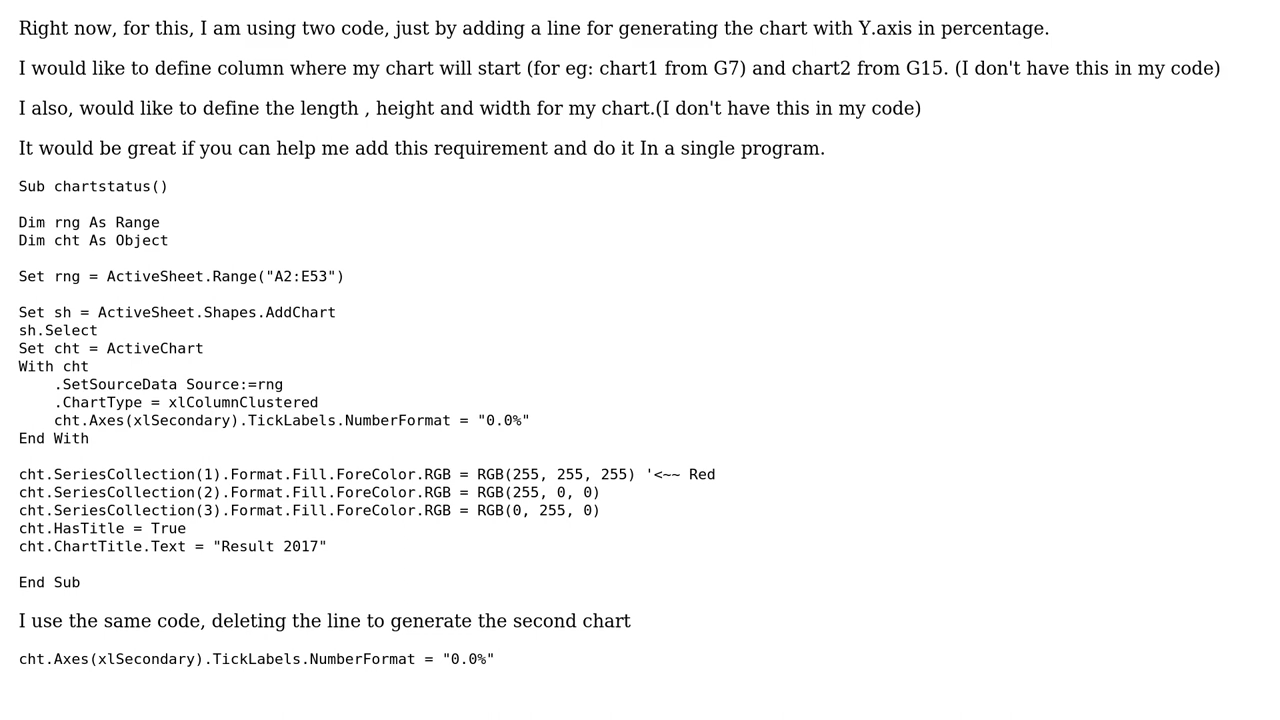 Right now, for this, I am using two code, just by adding a line for generating the chart with Y.axis in percentage.
I would like to define column where my chart will start (for eg: chart1 from G7) and chart2 from G15. (I don't have this in my code)
I also, would like to define the length , height and width for my chart.(I don't have this in my code)
It would be great if you can help me add this requirement and do it In a single program.
Sub chartstatus()
Dim rng As Range
Dim cht As Object
Set rng = ActiveSheet.Range("A2:E53")
Set sh = ActiveSheet.Shapes.AddChart
sh.Select
Set cht = ActiveChart
With cht
    .SetSourceData Source:=rng
    .ChartType = xlColumnClustered
    cht.Axes(xlSecondary).TickLabels.NumberFormat = "0.0%"
End With
cht.SeriesCollection(1).Format.Fill.ForeColor.RGB = RGB(255, 255, 255) '<~~ Red
cht.SeriesCollection(2).Format.Fill.ForeColor.RGB = RGB(255, 0, 0)
cht.SeriesCollection(3).Format.Fill.ForeColor.RGB = RGB(0, 255, 0)
cht.HasTitle = True
cht.ChartTitle.Text = "Result 2017"
End Sub
I use the same code, deleting the line to generate the second chart
cht.Axes(xlSecondary).TickLabels.NumberFormat = "0.0%"